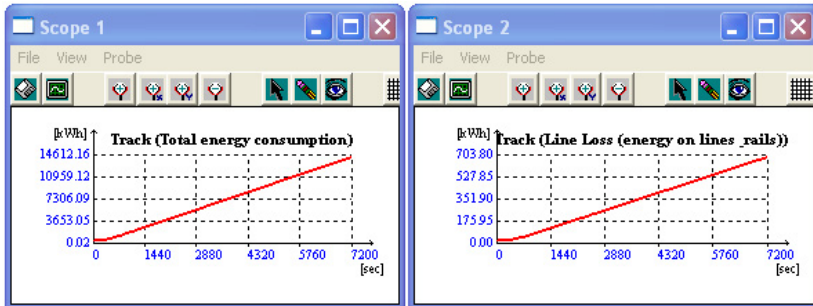 Scope 1
File View Probe
[kWh] Track (Total energy consumption)
14612.16
10959.12
7306.09
3653.05
0.02
0 1440 2880 4320 5760 7200
[sec]
Scope 2
File View Probe
[kWh] Track (Line Loss (energy on lines_rails))
703.80
527.85
351.90
175.95
0.00
0 1440 2880 4320 5760 7200
[sec]